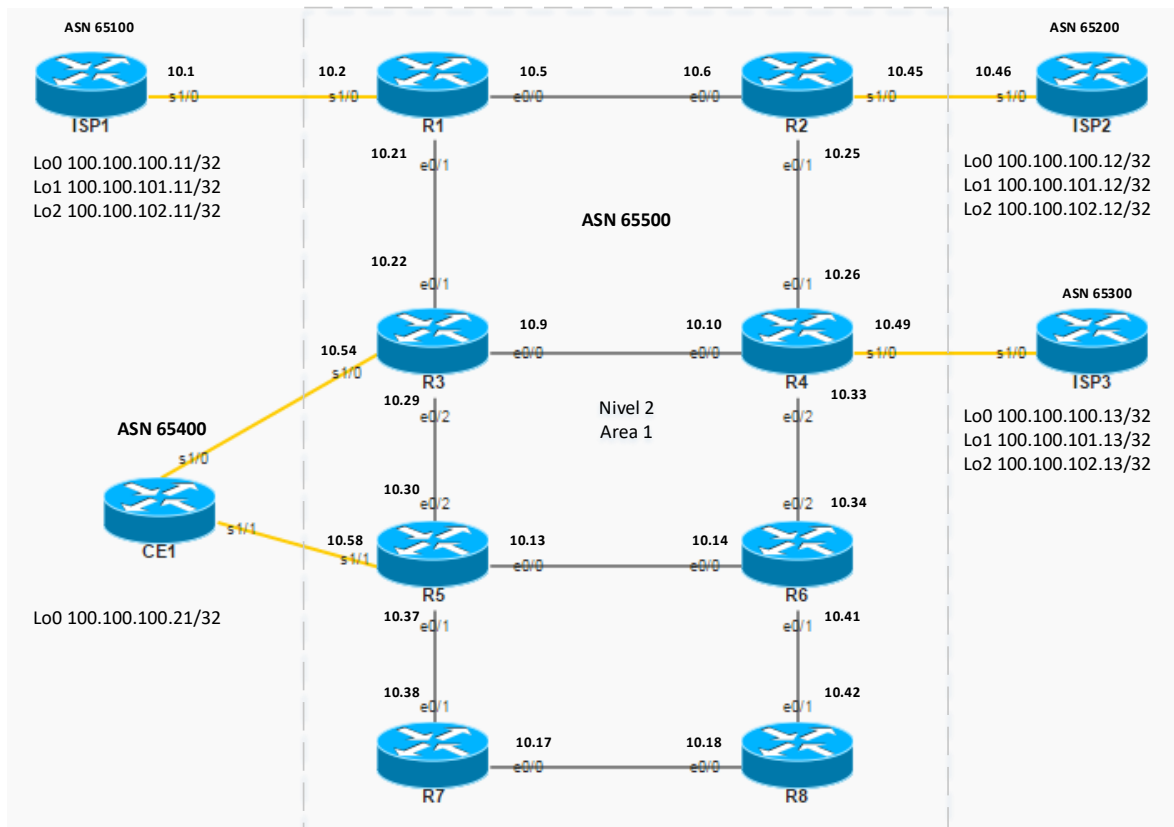 ASN 65100
ASN 65200
10.1
10.2
10.5
10.6
10.45
10.46
s1/0
s1/0
e0/0
e0/0
s1/0
s1/0
ISP1
R1
R2
ISP2
Lo0 100.100.100.11/32
Lo1 100.100.101.11/32
Lo2 100.100.102.11/32
10.21
e0/1
10.25
e0/1
Lo0 100.100.100.12/32
Lo1 100.100.101.12/32
Lo2 100.100.102.12/32
ASN 65500
10.22
e0/1
10.26
e0/1
ASN 65300
10.54
s1/0
10.9
10.10
10.49
e0/0
e0/0
s1/0
s1/0
R3
R4
ISP3
10.29
e0/2
Nivel 2
Area 1
10.33
e0/2
Lo0 100.100.100.13/32
Lo1 100.100.101.13/32
Lo2 100.100.102.13/32
ASN 65400
s1/0
10.30
e0/2
10.34
e0/2
s1/1
CE1
10.58
s1/1
10.13
10.14
e0/0
e0/0
R5
R6
Lo0 100.100.100.21/32
10.37
e0/1
10.41
e0/1
10.38
e0/1
10.42
e0/1
10.17
10.18
e0/0
e0/0
R7
R8